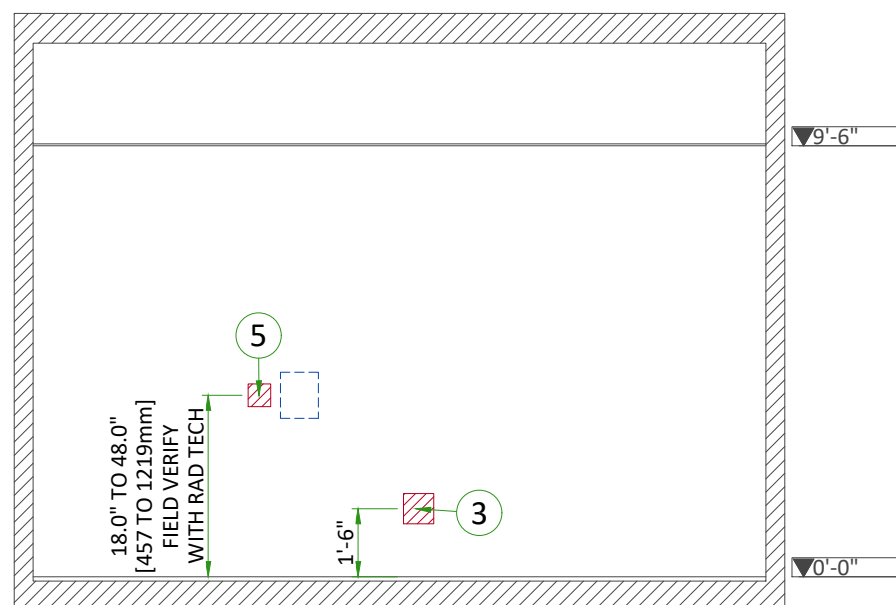 9'-6"
5
18.0" TO 48.0"
[457 TO 1219mm]
FIELD VERIFY
WITH RAD TECH
3
1'-6"
0'-0"